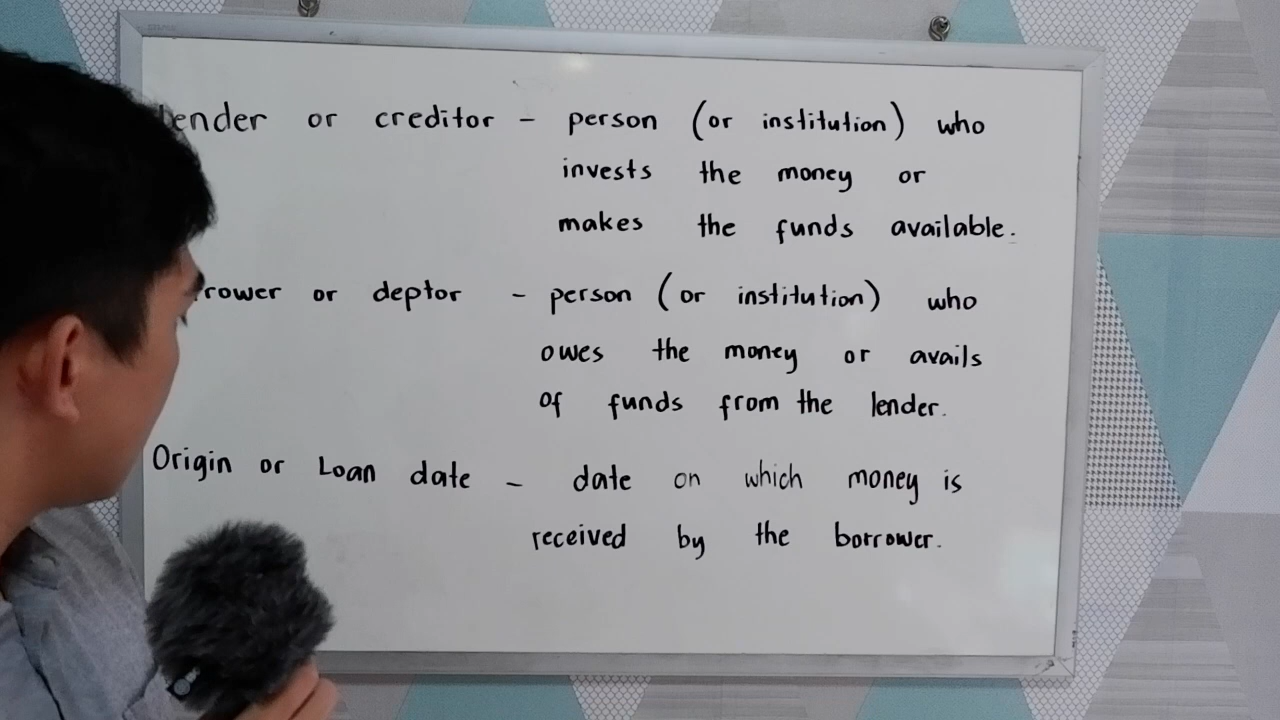 Lender or creditor - person (or institution) who
invests the money or
makes the funds available.
rower or deptor - person (or institution) who
owes the money or avails
of funds from the lender.
Origin or Loan date - date on which money is
received by the borrower.